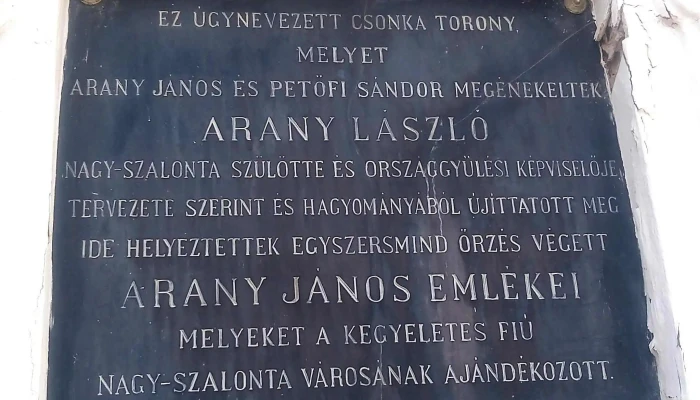 EZ ÚGYNEVEZETT CSONKA TORONY,
MELYET
ARANY JÁNOS ÉS PETŐFI SÁNDOR MEGÉNEKELTEK,
ARANY LÁSZLÓ
NAGY-SZALONTA SZÜLÖTTE ÉS ORSZÁGGYÜLÉSI KÉPVISELŐJE,
TERVEZETE SZERINT ÉS HAGYOMÁNYÁBÓL ÚJÍTTATOTT MEG
IDE HELYEZTETTEK EGYSZERSMIND ŐRZÉS VÉGETT
ARANY JÁNOS EMLÉKEI
MELYEKET A KEGYELETES FIÚ
NAGY-SZALONTA VÁROSÁNAK AJÁNDÉKOZOTT.